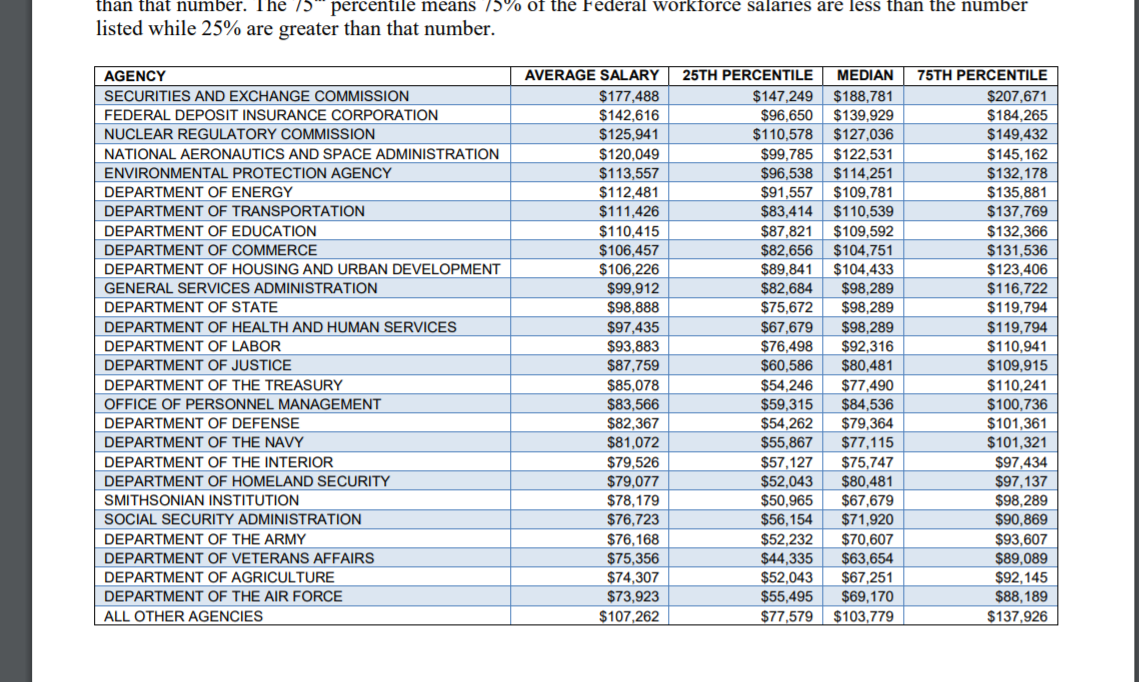 than that number. The 75th percentile means 75% of the Federal workforce salaries are less than the number
listed while 25% are greater than that number.
AGENCY AVERAGE SALARY 25TH PERCENTILE MEDIAN 75TH PERCENTILE
SECURITIES AND EXCHANGE COMMISSION $177,488 $147,249 $188,781 $207,671
FEDERAL DEPOSIT INSURANCE CORPORATION $142,616 $96,650 $139,929 $184,265
NUCLEAR REGULATORY COMMISSION $125,941 $110,578 $127,036 $149,432
NATIONAL AERONAUTICS AND SPACE ADMINISTRATION $120,049 $99,785 $122,531 $145,162
ENVIRONMENTAL PROTECTION AGENCY $113,557 $96,538 $114,251 $132,178
DEPARTMENT OF ENERGY $112,481 $91,557 $109,781 $135,881
DEPARTMENT OF TRANSPORTATION $111,426 $83,414 $110,539 $137,769
DEPARTMENT OF EDUCATION $110,415 $87,821 $109,592 $132,366
DEPARTMENT OF COMMERCE $106,457 $82,656 $104,751 $131,536
DEPARTMENT OF HOUSING AND URBAN DEVELOPMENT $106,226 $89,841 $104,433 $123,406
GENERAL SERVICES ADMINISTRATION $99,912 $82,684 $98,289 $116,722
DEPARTMENT OF STATE $98,888 $75,672 $98,289 $119,794
DEPARTMENT OF HEALTH AND HUMAN SERVICES $97,435 $67,679 $98,289 $119,794
DEPARTMENT OF LABOR $93,883 $76,498 $92,316 $110,941
DEPARTMENT OF JUSTICE $87,759 $60,586 $80,481 $109,915
DEPARTMENT OF THE TREASURY $85,078 $54,246 $77,490 $110,241
OFFICE OF PERSONNEL MANAGEMENT $83,566 $59,315 $84,536 $100,736
DEPARTMENT OF DEFENSE $82,367 $54,262 $79,364 $101,361
DEPARTMENT OF THE NAVY $81,072 $55,867 $77,115 $101,321
DEPARTMENT OF THE INTERIOR $79,526 $57,127 $75,747 $97,434
DEPARTMENT OF HOMELAND SECURITY $79,077 $52,043 $80,481 $97,137
SMITHSONIAN INSTITUTION $78,179 $50,965 $67,679 $98,289
SOCIAL SECURITY ADMINISTRATION $76,723 $56,154 $71,920 $90,869
DEPARTMENT OF THE ARMY $76,168 $52,232 $70,607 $93,607
DEPARTMENT OF VETERANS AFFAIRS $75,356 $44,335 $63,654 $89,089
DEPARTMENT OF AGRICULTURE $74,307 $52,043 $67,251 $92,145
DEPARTMENT OF THE AIR FORCE $73,923 $55,495 $69,170 $88,189
ALL OTHER AGENCIES $107,262 $77,579 $103,779 $137,926